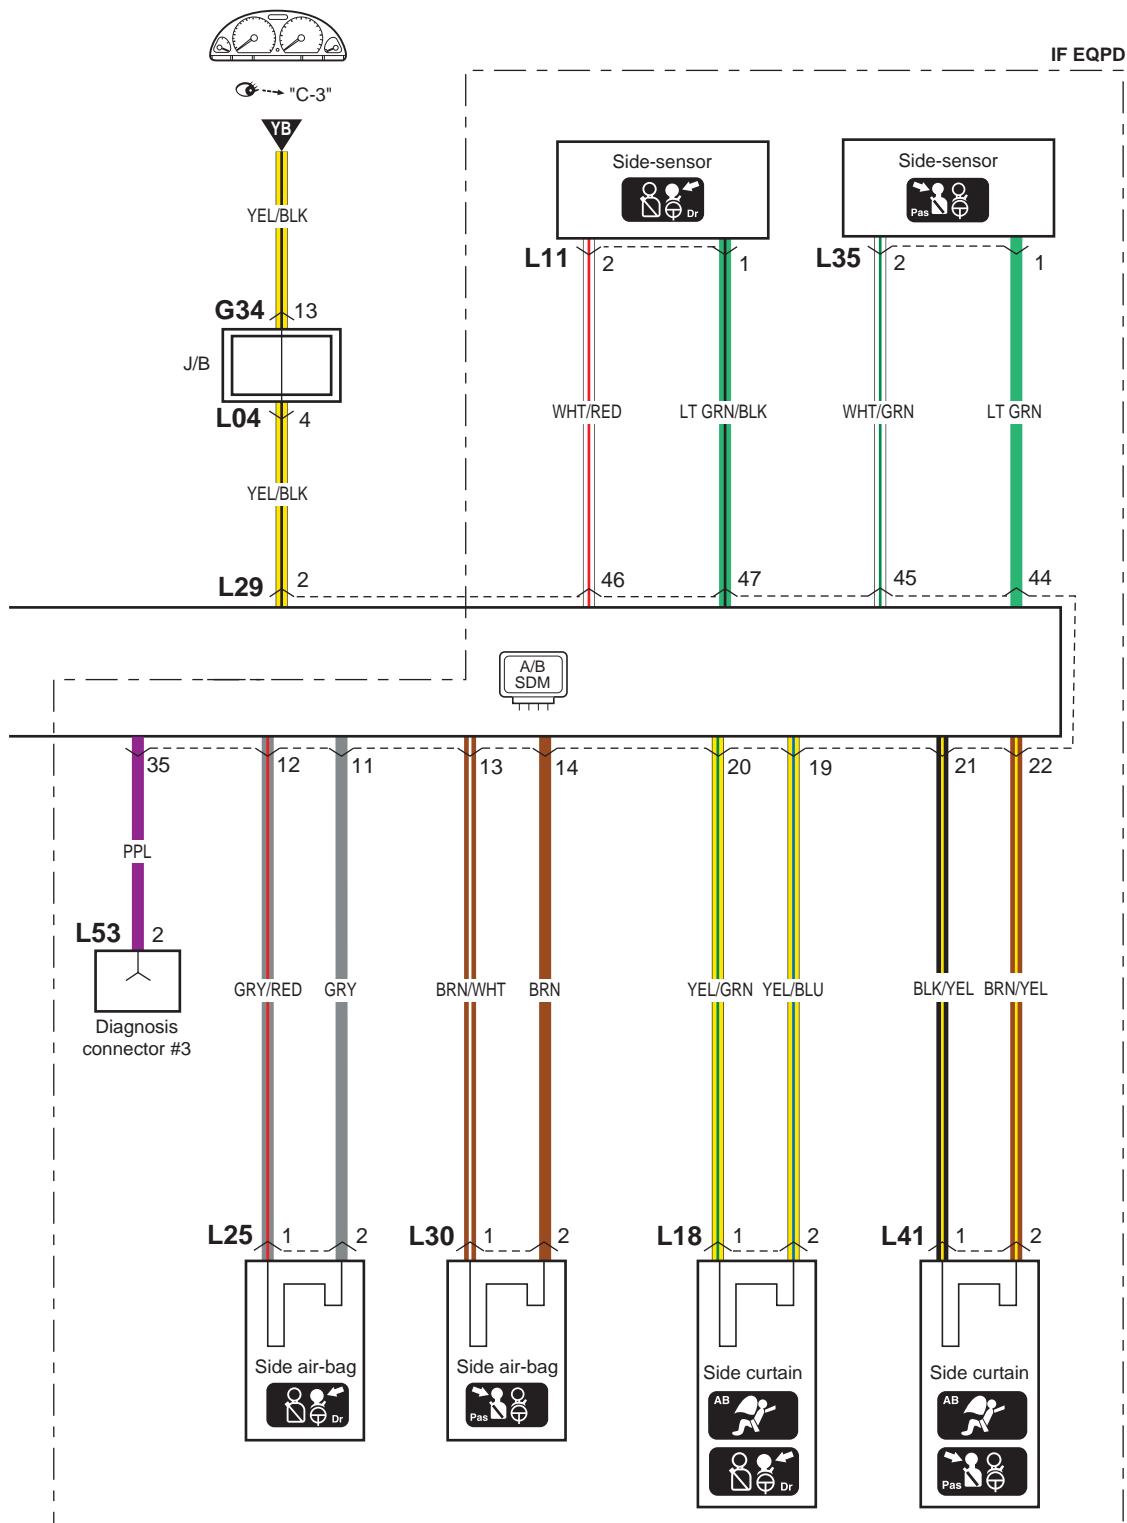 IF EQPD
"C-3"
YB
YEL/BLK
Side-sensor
Dr
Side-sensor
Pas
L11 2 1
L35 2 1
G34 13
J/B
L04 4
WHT/RED LT GRN/BLK WHT/GRN LT GRN
YEL/BLK
L29 2 46 47 45 44
A/B
SDM
35 12 11 13 14 20 19 21 22
PPL
L53 2
GRY/RED GRY BRN/WHT BRN YEL/GRN YEL/BLU BLK/YEL BRN/YEL
Diagnosis
connector #3
L25 1 2 L30 1 2 L18 1 2 L41 1 2
Side air-bag
Dr
Side air-bag
Pas
Side curtain
AB
Dr
Side curtain
AB
Pas